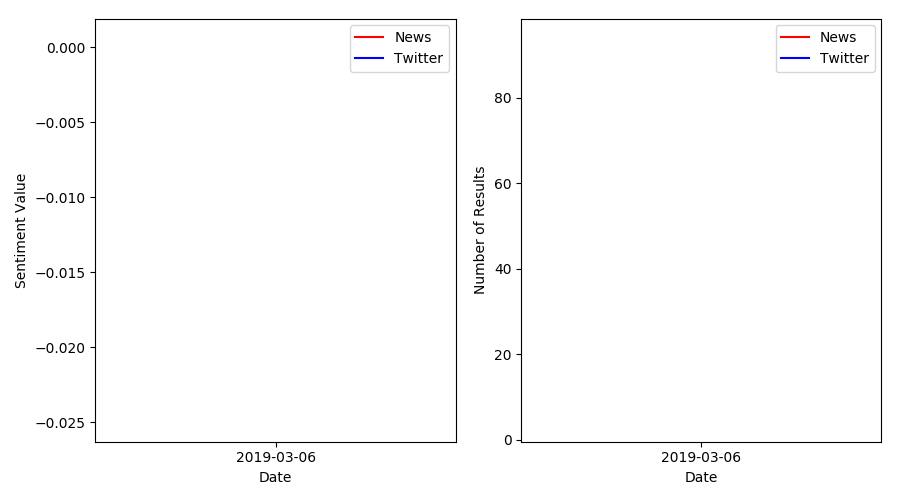 News
Twitter
0.000
−0.005
−0.010
−0.015
−0.020
−0.025
Sentiment Value
2019-03-06
Date
News
Twitter
80
60
40
20
0
Number of Results
2019-03-06
Date